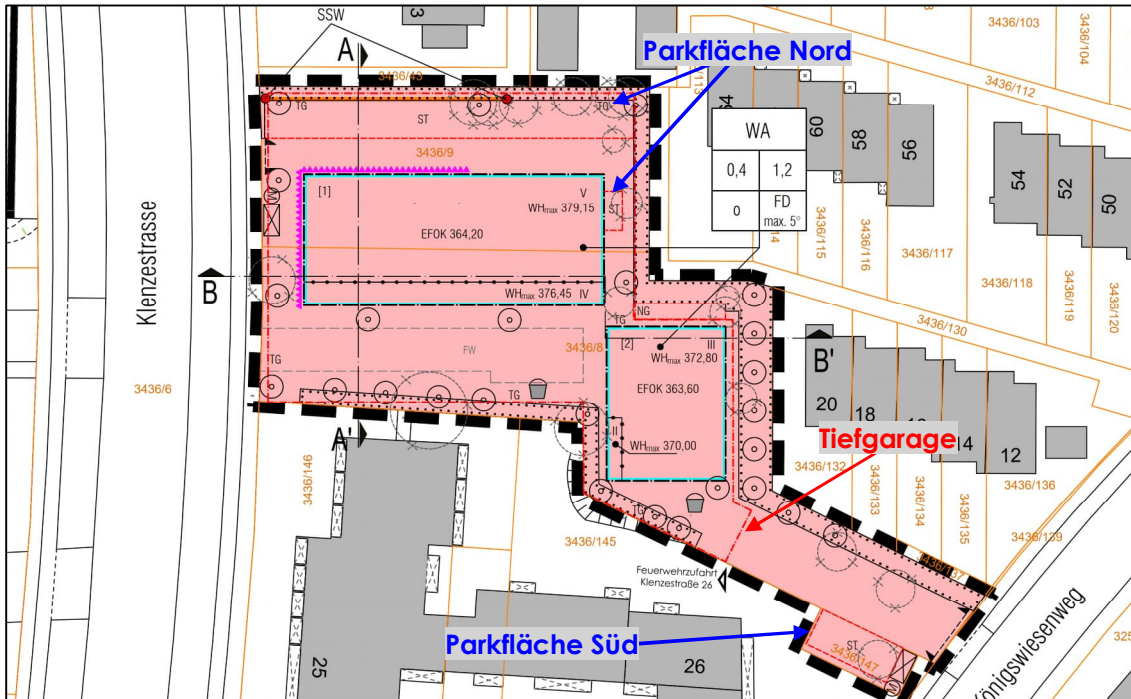 SSW
3
3436/103
3436/104
A
Parkfläche Nord
3436/43
3436/112
TG
TG
ST
64
60
58
56
WA
0,4
1,2
o
FD
max. 5°
3436/9
[1]
V
WHmax 379,15
ST
EFOK 364,20
54
52
50
3436/115
3436/116
3436/117
3436/118
3436/119
3436/120
Klenzestrasse
B
WHmax 376,45 IV
NG
TG
3436/130
3436/6
FW
3436/8
[2]
III
WHmax 372,80
B'
TG
EFOK 363,60
TG
20
18
14
12
A'
II
WHmax 370,00
Tiefgarage
3436/146
3436/132
3436/133
3436/134
3436/135
3436/136
3436/139
TG
3436/145
3436/137
Feuerwehrzufahrt
Klenzestraße 26
Königswiesenweg
Parkfläche Süd
ST
3436/147
25
26